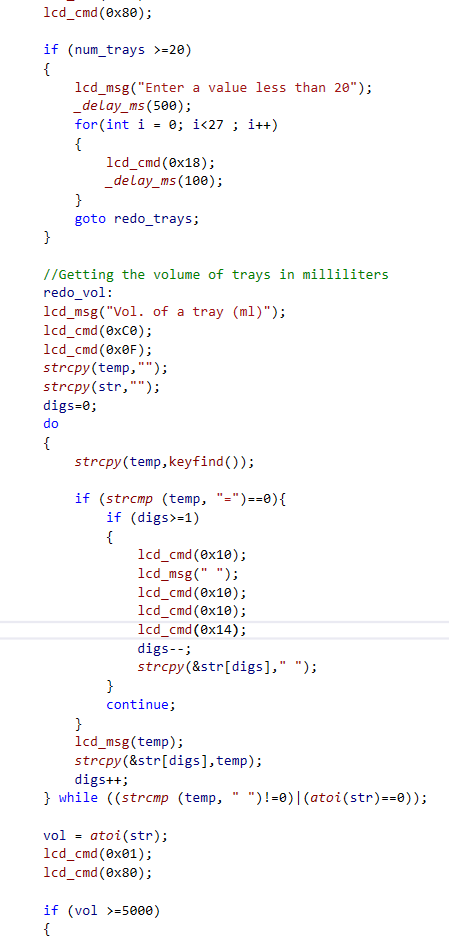 lcd_cmd(0x80);
if (num_trays >=20)
{
lcd_msg("Enter a value less than 20");
_delay_ms(500);
for(int i = 0; i<27 ; i++)
{
lcd_cmd(0x18);
_delay_ms(100);
}
goto redo_trays;
}
//Getting the volume of trays in milliliters
redo_vol:
lcd_msg("Vol. of a tray (ml)");
lcd_cmd(0xC0);
lcd_cmd(0x0F);
strcpy(temp,"");
strcpy(str,"");
digs=0;
do
{
strcpy(temp,keyfind());
if (strcmp (temp, "=")==0){
if (digs>=1)
{
lcd_cmd(0x10);
lcd_msg(" ");
lcd_cmd(0x10);
lcd_cmd(0x10);
lcd_cmd(0x14);
digs--;
strcpy(&str[digs]," ");
}
continue;
}
lcd_msg(temp);
strcpy(&str[digs],temp);
digs++;
} while ((strcmp (temp, " ")!=0)|(atoi(str)==0));
vol = atoi(str);
lcd_cmd(0x01);
lcd_cmd(0x80);
if (vol >=5000)
{